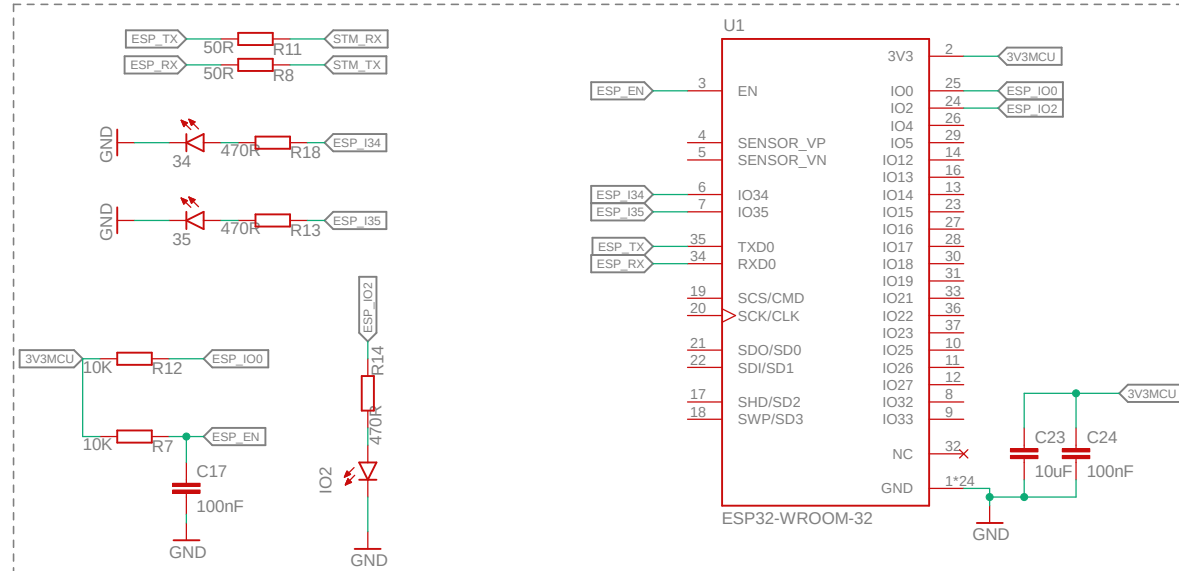 ESP_TX
50R
R11
STM_RX
ESP_RX
50R
R8
STM_TX
GND
34
470R
R18
ESP_I34
GND
35
470R
R13
ESP_I35
3V3MCU
10K
R12
ESP_IO0
10K
R7
ESP_EN
C17
100nF
GND
ESP_IO2
R14
470R
IO2
GND
U1
ESP_EN
3
EN
4
SENSOR_VP
5
SENSOR_VN
ESP_I34
6
IO34
ESP_I35
7
IO35
ESP_TX
35
TXD0
ESP_RX
34
RXD0
19
SCS/CMD
20
SCK/CLK
21
SDO/SD0
22
SDI/SD1
17
SHD/SD2
18
SWP/SD3
3V3
2
3V3MCU
IO0
25
ESP_IO0
IO2
24
ESP_IO2
IO4
26
IO5
29
IO12
14
IO13
16
IO14
13
IO15
23
IO16
27
IO17
28
IO18
30
IO19
31
IO21
33
IO22
36
IO23
37
IO25
10
IO26
11
IO27
12
IO32
8
IO33
9
NC
32
GND
1*24
ESP32-WROOM-32
3V3MCU
C23
10uF
C24
100nF
GND